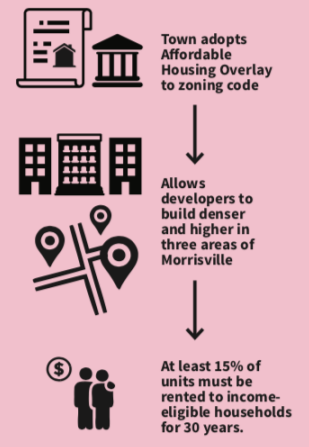 Town adopts
Affordable
Housing Overlay
to zoning code
Allows
developers to
build denser
and higher in
three areas of
Morrisville
$
At least 15% of
units must be
rented to income-
eligible households
for 30 years.